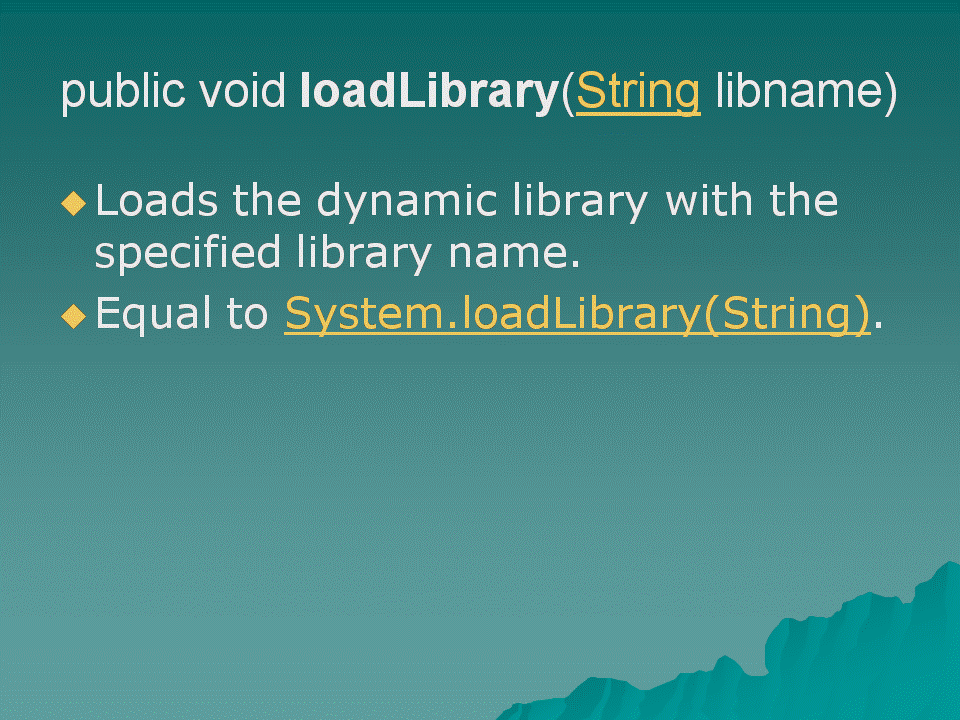 public void loadLibrary(String libname)
Loads the dynamic library with the
specified library name.
Equal to System.loadLibrary(String).